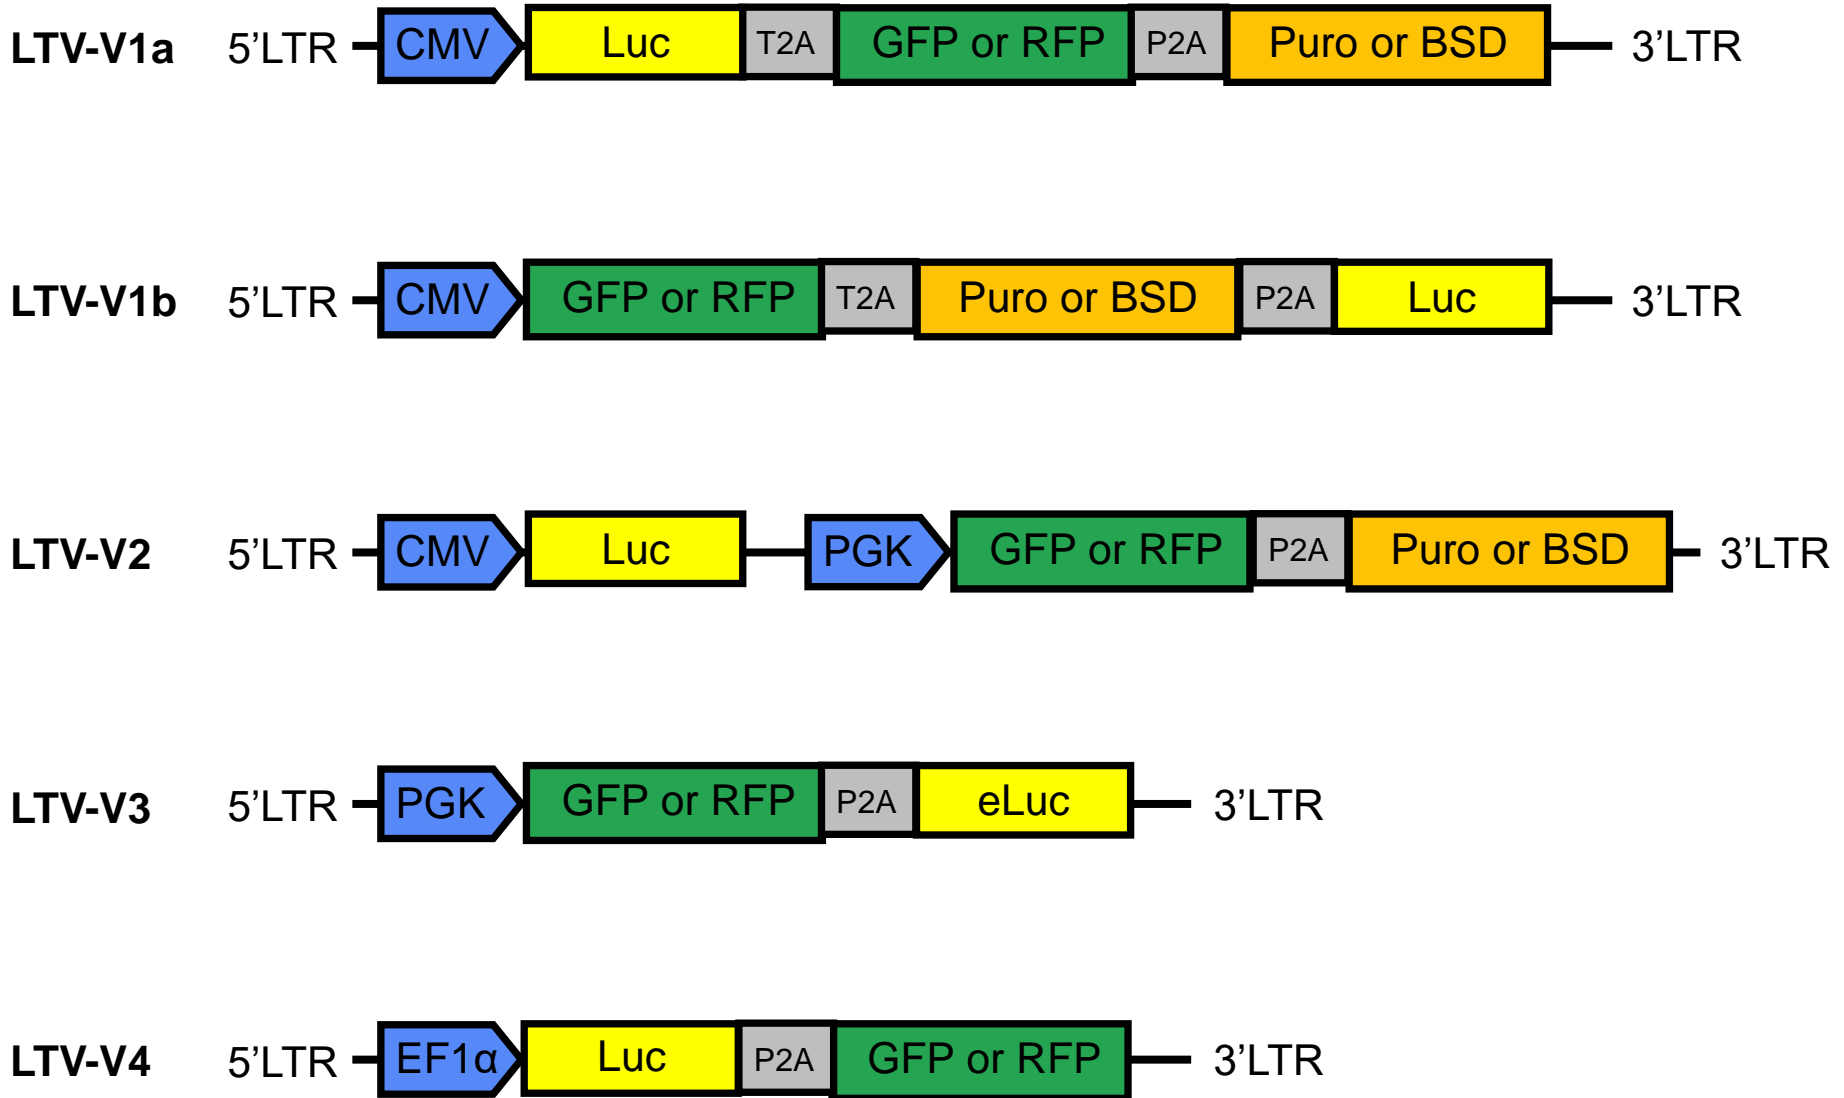 LTV-V1a 5’LTR CMV Luc T2A GFP or RFP P2A Puro or BSD 3’LTR
LTV-V1b 5’LTR CMV GFP or RFP T2A Puro or BSD P2A Luc 3’LTR
LTV-V2 5’LTR CMV Luc PGK GFP or RFP P2A Puro or BSD 3’LTR
LTV-V3 5’LTR PGK GFP or RFP P2A eLuc 3’LTR
LTV-V4 5’LTR EF1α Luc P2A GFP or RFP 3’LTR